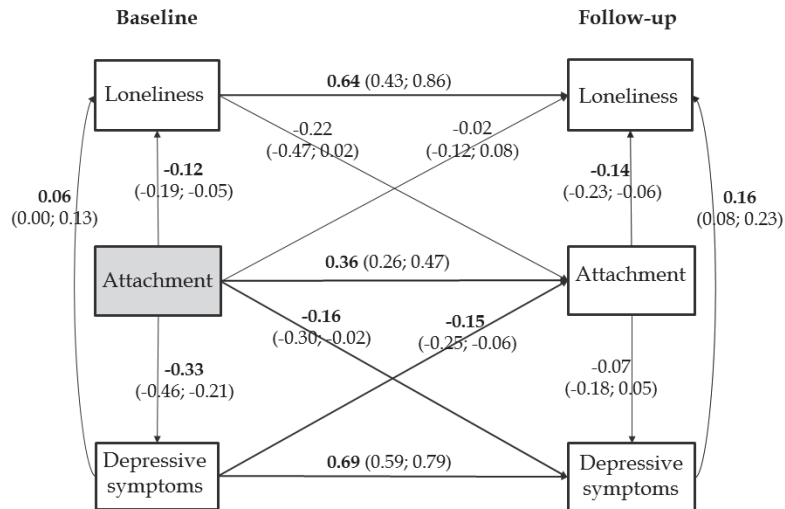 Baseline
Follow-up
Loneliness
0.64 (0.43; 0.86)
Loneliness
-0.22
(-0.47; 0.02)
-0.02
(-0.12; 0.08)
-0.12
(-0.19; -0.05)
-0.14
(-0.23; -0.06)
0.06
(0.00; 0.13)
0.16
(0.08; 0.23)
Attachment
0.36 (0.26; 0.47)
Attachment
-0.16
(-0.30; -0.02)
-0.15
(-0.25; -0.06)
-0.33
(-0.46; -0.21)
-0.07
(-0.18; 0.05)
Depressive
symptoms
0.69 (0.59; 0.79)
Depressive
symptoms